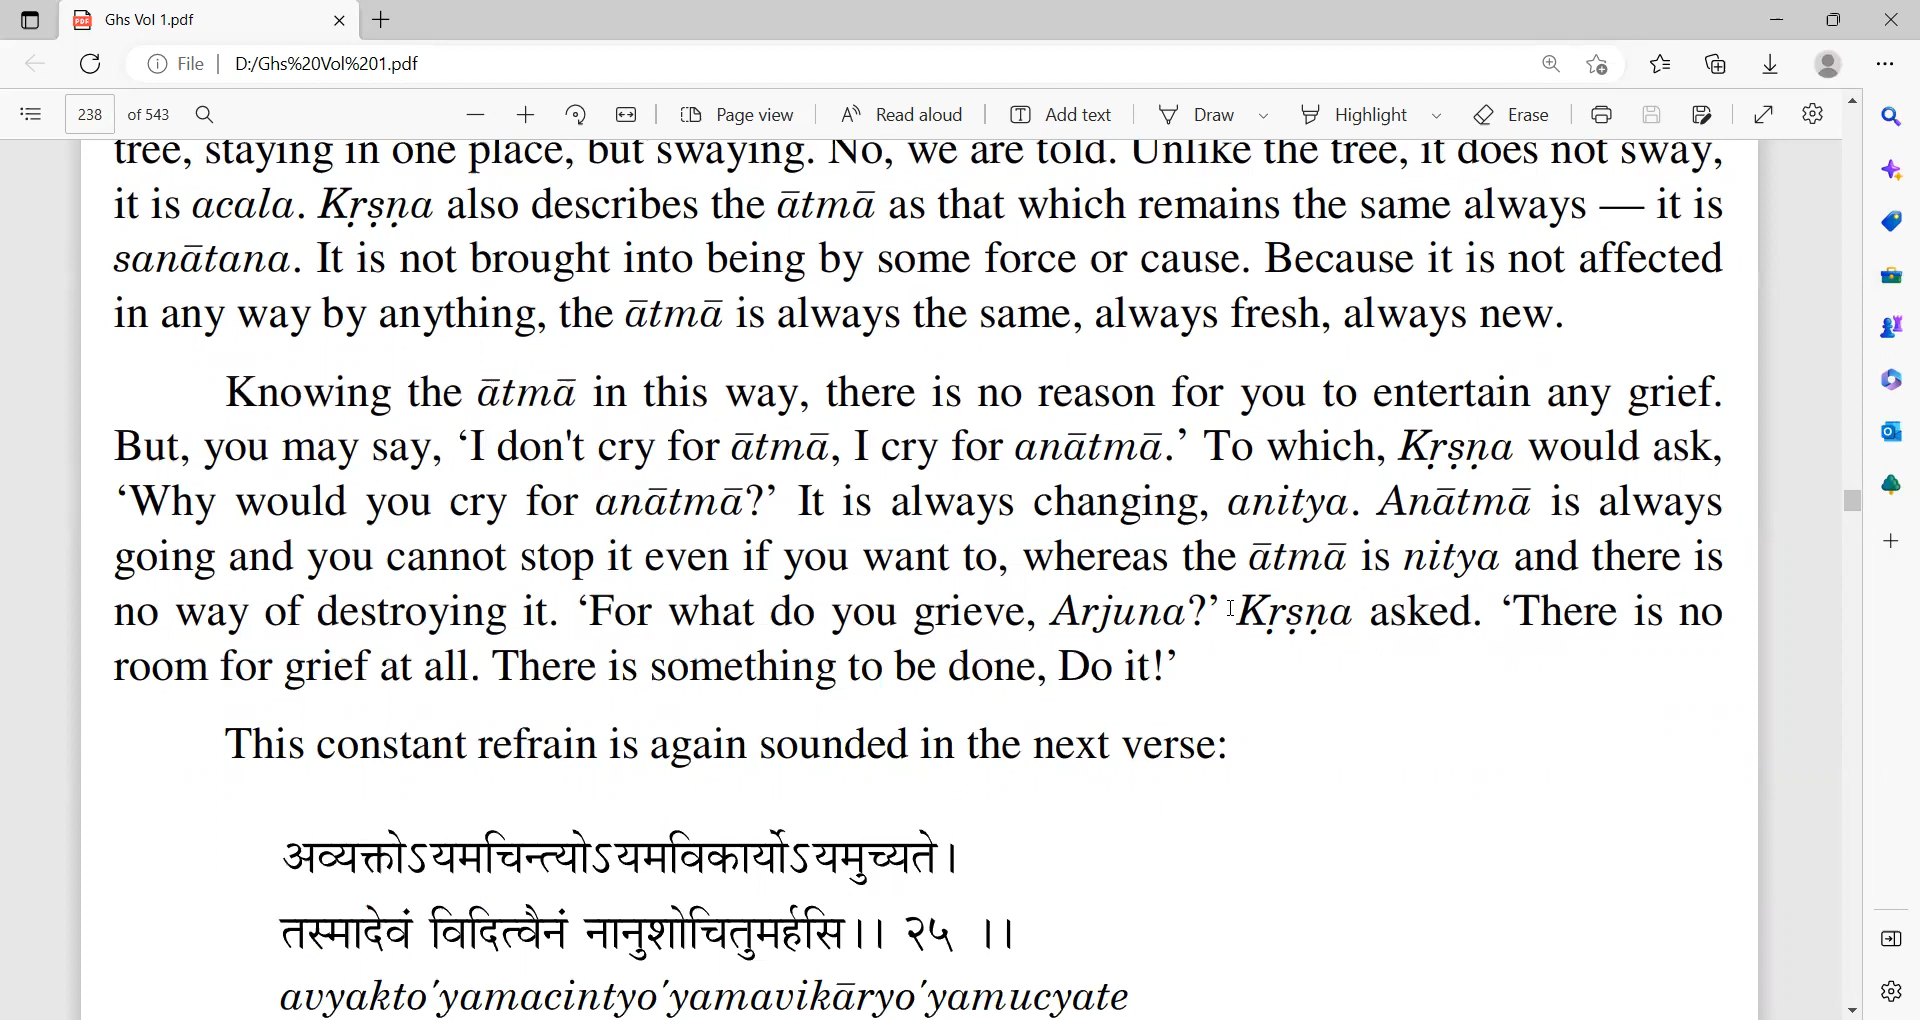 Ghs Vol 1.pdf
File D:/Ghs%20Vol%201.pdf
238 of 543 Page view Read aloud Add text Draw Highlight Erase
tree, staying in one place, but swaying. No, we are told. Unlike the tree, it does not sway,
it is acala. Kṛṣṇa also describes the ātmā as that which remains the same always — it is
sanātana. It is not brought into being by some force or cause. Because it is not affected
in any way by anything, the ātmā is always the same, always fresh, always new.
Knowing the ātmā in this way, there is no reason for you to entertain any grief.
But, you may say, ‘I don't cry for ātmā, I cry for anātmā.’ To which, Kṛṣṇa would ask,
‘Why would you cry for anātmā?’ It is always changing, anitya. Anātmā is always
going and you cannot stop it even if you want to, whereas the ātmā is nitya and there is
no way of destroying it. ‘For what do you grieve, Arjuna?’ Kṛṣṇa asked. ‘There is no
room for grief at all. There is something to be done, Do it!’
This constant refrain is again sounded in the next verse:
अव्यक्तोऽयमचिन्त्योऽयमविकार्योऽयमुच्यते।
तस्मादेवं विदित्वैनं नानुशोचितुमर्हसि।। २५ ।।
avyakto'yamacintyo'yamavikāryo'yamucyate